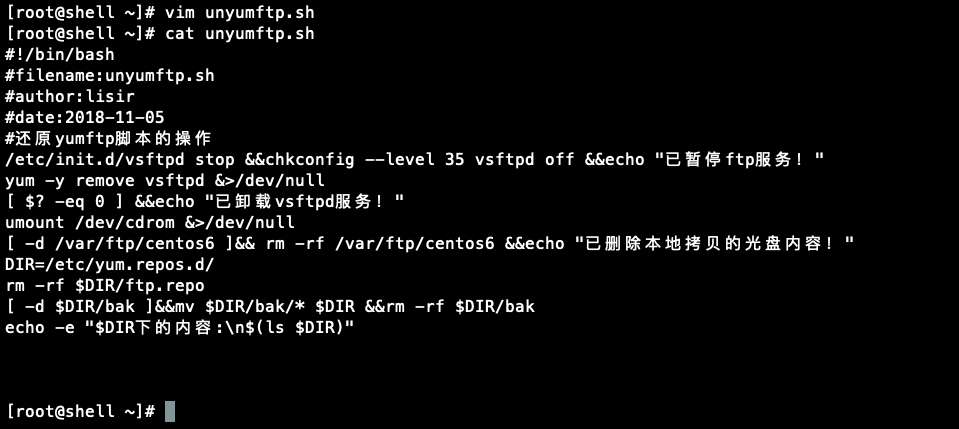 [root@shell ~]# vim unyumftp.sh
[root@shell ~]# cat unyumftp.sh
#!/bin/bash
#filename:unyumftp.sh
#author:lisir
#date:2018-11-05
#还原yumftp脚本的操作
/etc/init.d/vsftpd stop &&chkconfig --level 35 vsftpd off &&echo "已暂停ftp服务！"
yum -y remove vsftpd &>/dev/null
[ $? -eq 0 ] &&echo "已卸载vsftpd服务！"
umount /dev/cdrom &>/dev/null
[ -d /var/ftp/centos6 ]&& rm -rf /var/ftp/centos6 &&echo "已删除本地拷贝的光盘内容！"
DIR=/etc/yum.repos.d/
rm -rf $DIR/ftp.repo
[ -d $DIR/bak ]&&mv $DIR/bak/* $DIR &&rm -rf $DIR/bak
echo -e "$DIR下的内容:\n$(ls $DIR)"
[root@shell ~]#